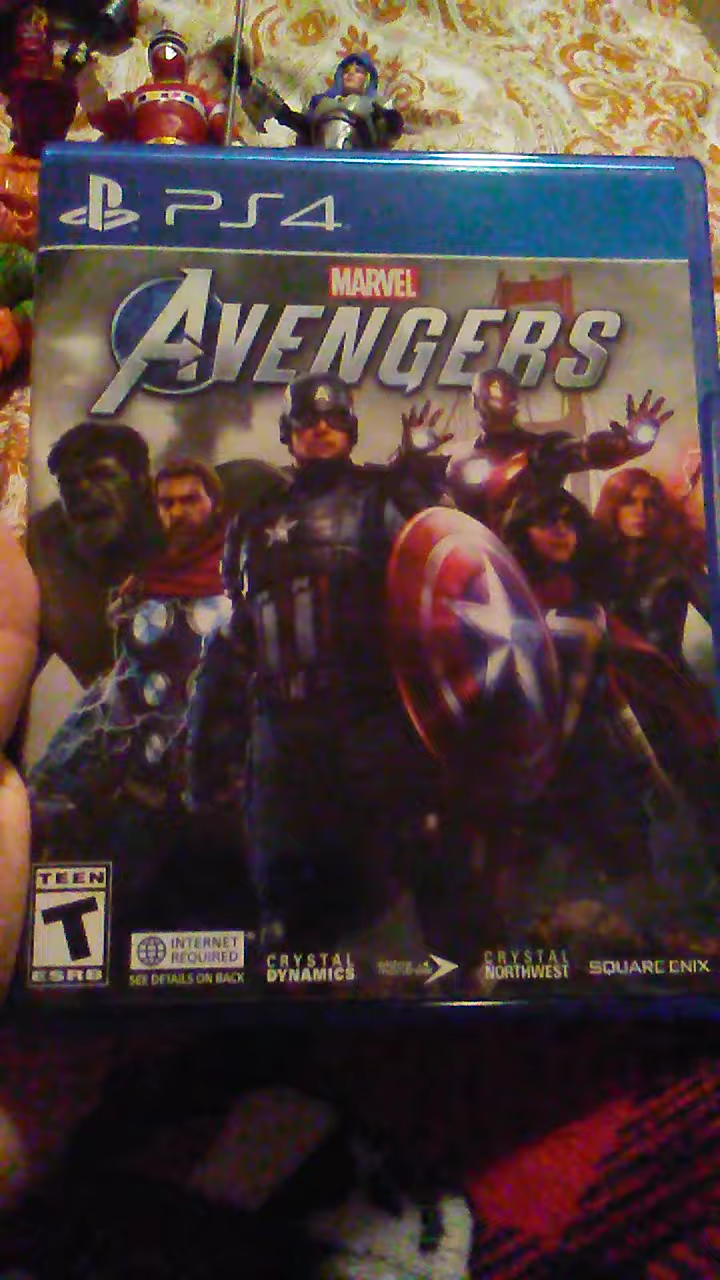 PS4
MARVEL
AVENGERS
TEEN
T
ESRB
INTERNET
REQUIRED
SEE DETAILS ON BACK
CRYSTAL
DYNAMICS
CRYSTAL
NORTHWEST
SQUARE ENIX